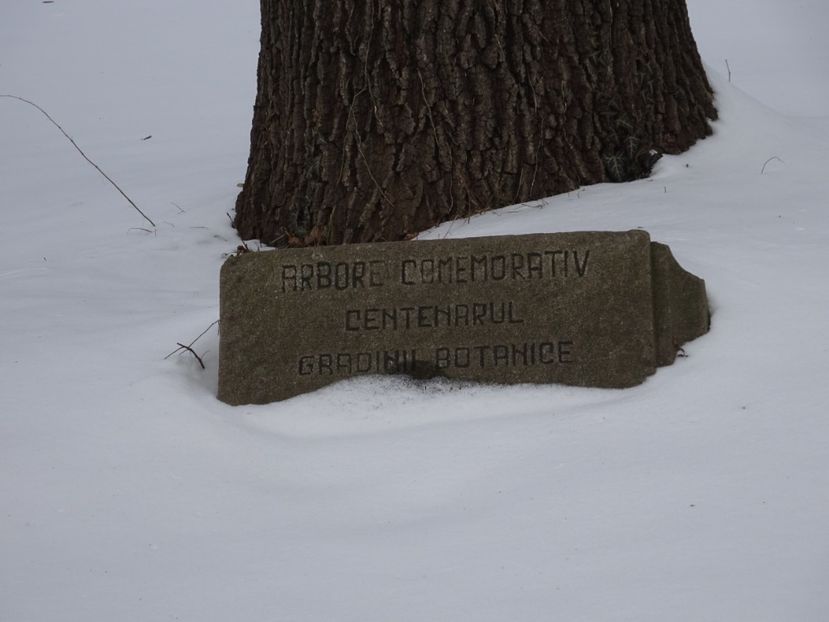 ARBORE COMEMORATIV
CENTENARUL
GRADINII BOTANICE